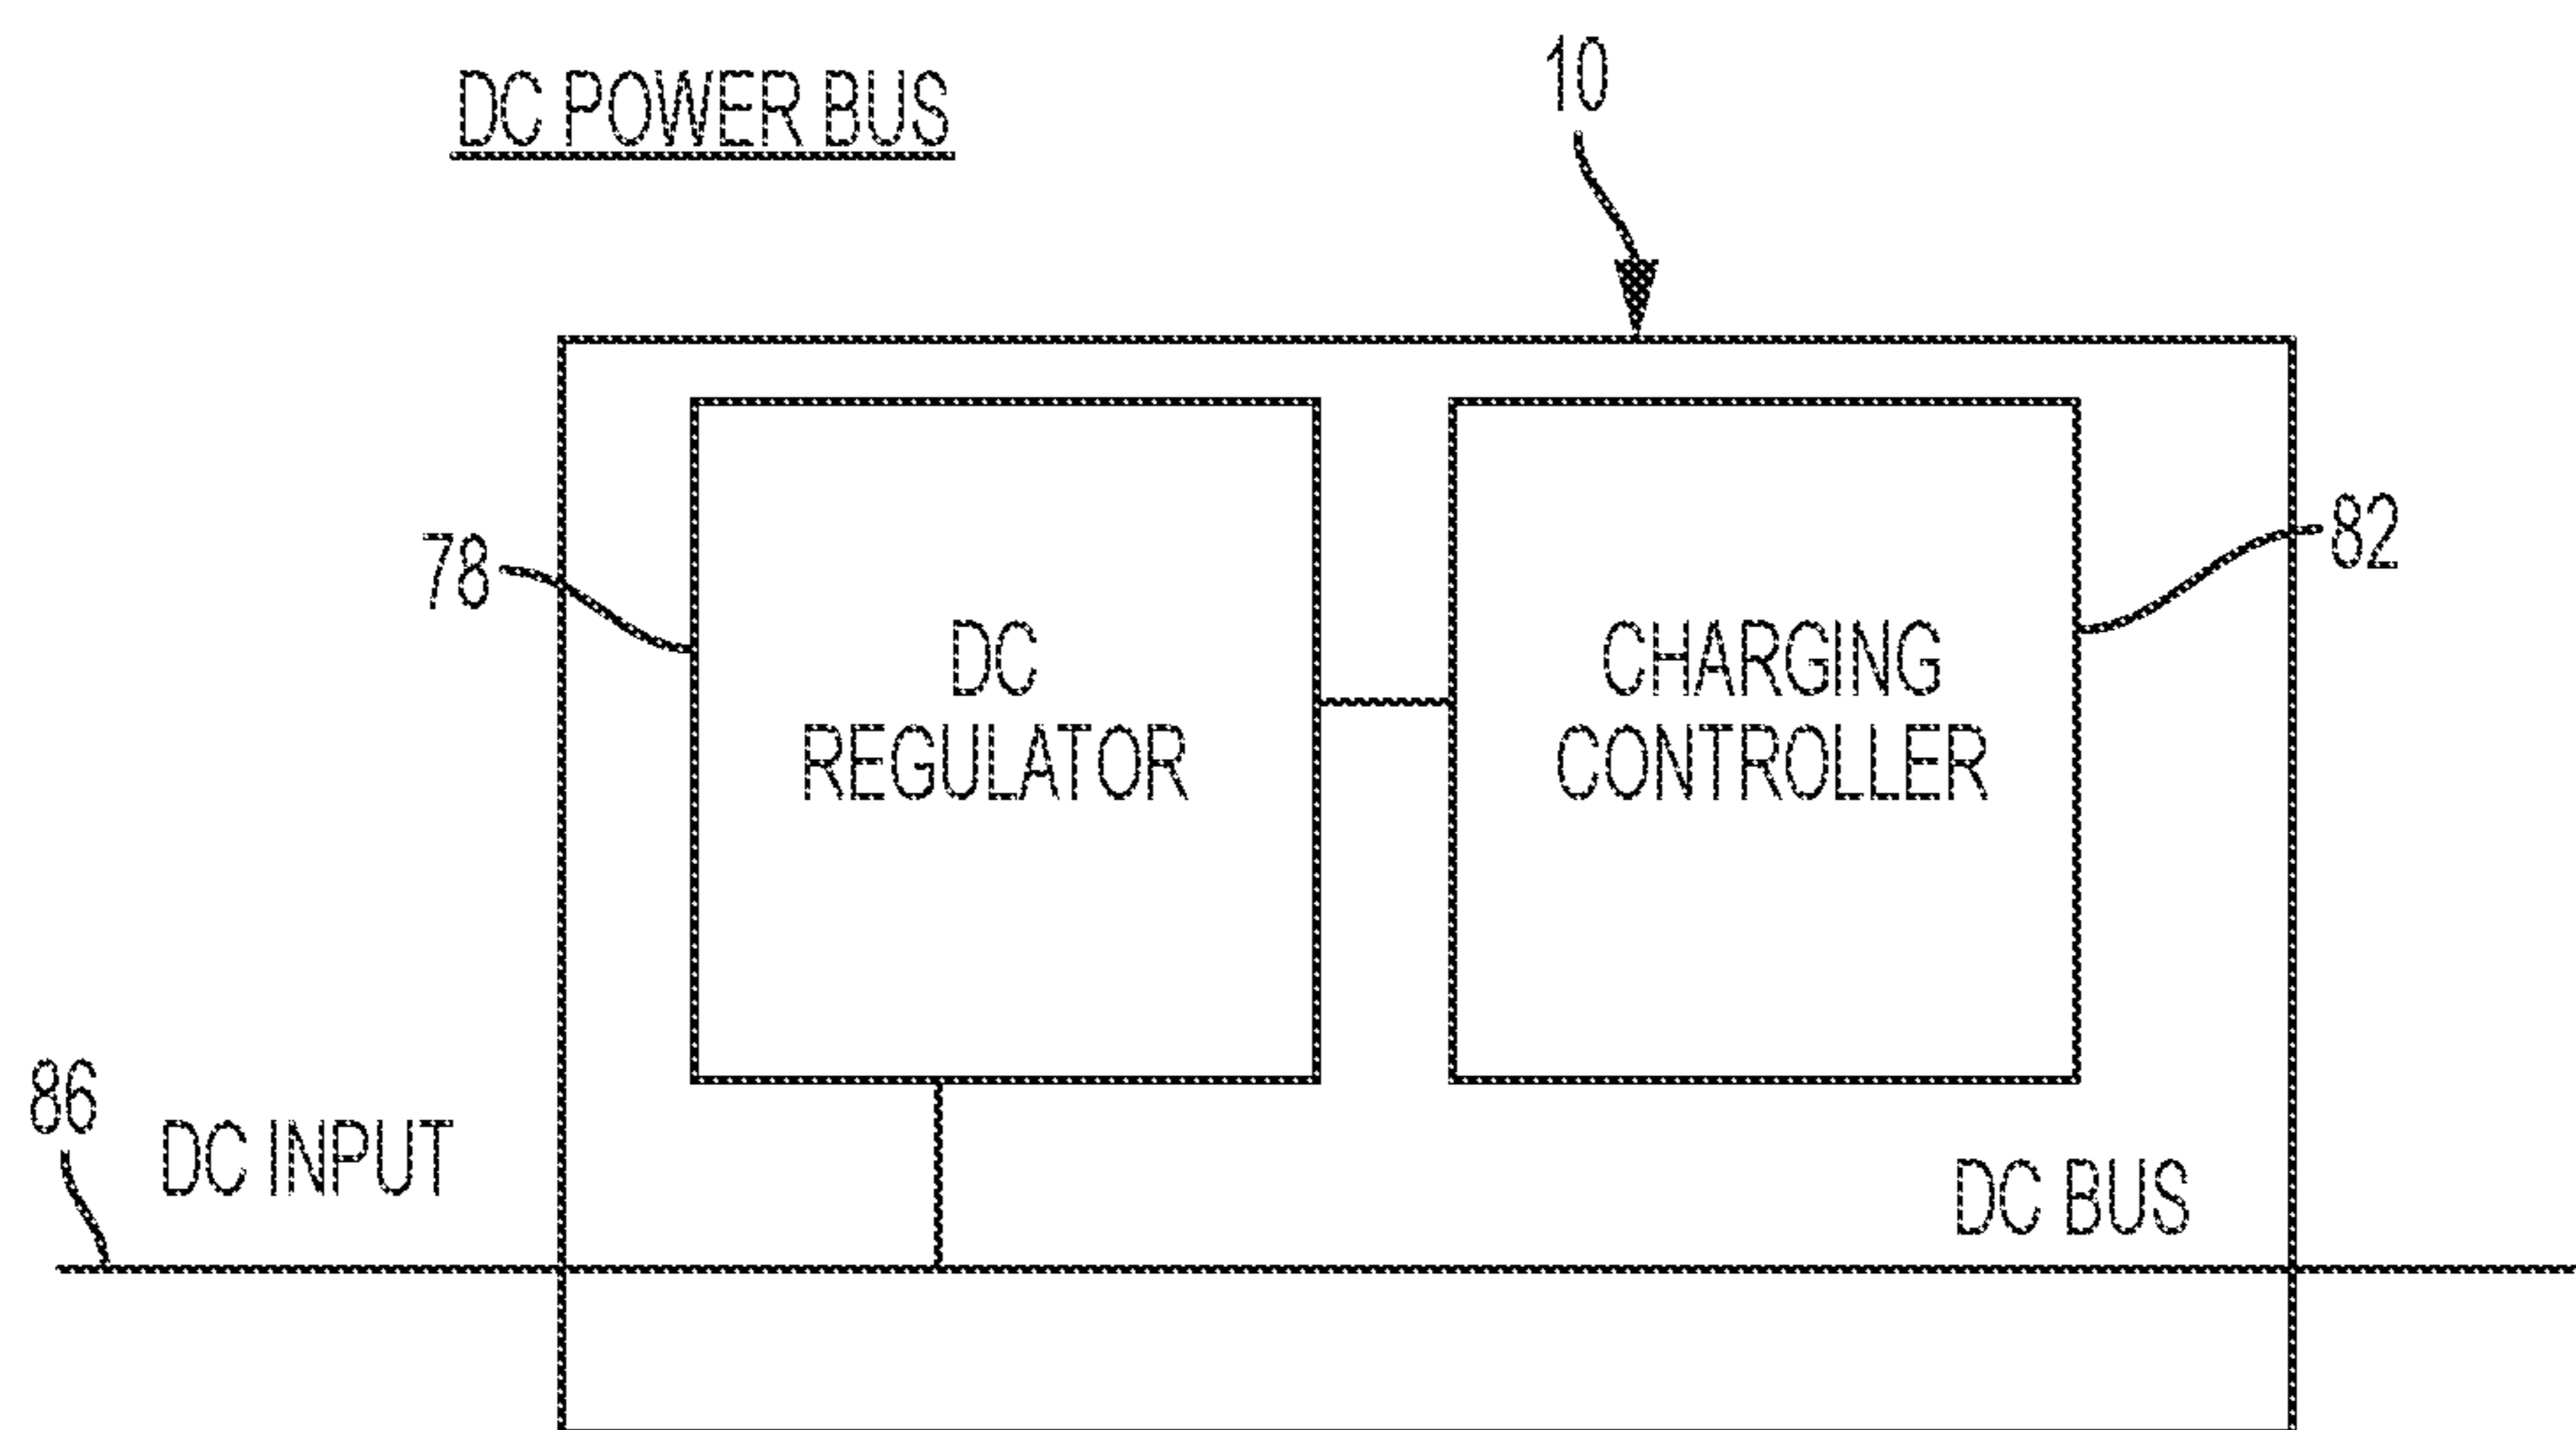 DC POWER BUS
10
78
82
DC
REGULATOR
CHARGING
CONTROLLER
86
DC INPUT
DC BUS